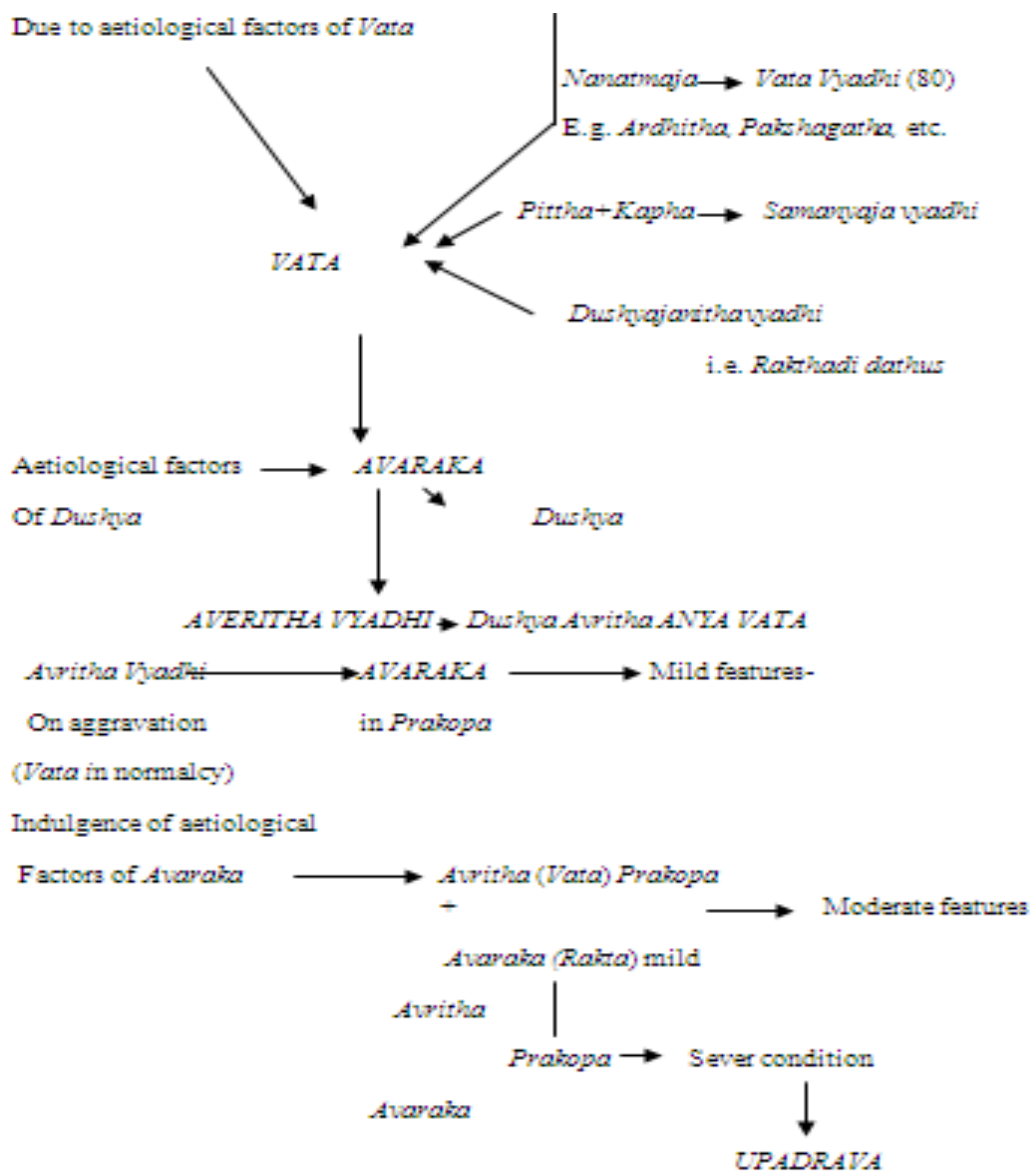 Due to aetiological factors of Vata
Nanatmaja Vata Vyadhi (80)
E.g. Ardhitha, Pakshagatha, etc.
Pittha+Kapha Samanyaja vyadhi
VATA
Dushyajanithavyadhi
i.e. Rakthadi dathus
Aetiological factors AVARAKA
Of Dushya Dushya
AVERITHA VYADHI Dushya Avritha ANYA VATA
Avritha Vyadhi AVARAKA Mild features-
On aggravation in Prakopa
(Vata in normalcy)
Indulgence of aetiological
Factors of Avaraka Avritha (Vata) Prakopa
+
Moderate features
Avaraka (Rakta) mild
Avritha
Prakopa Sever condition
Avaraka
UPADRAVA